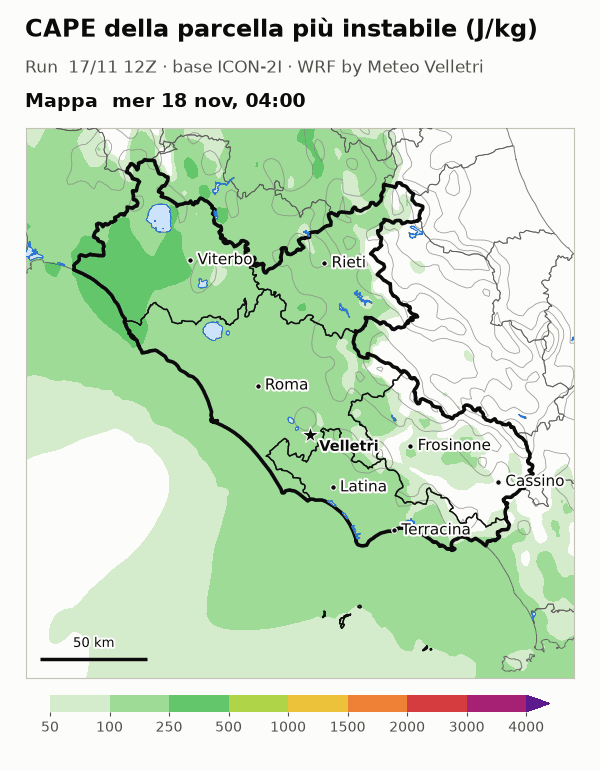 CAPE della parcella più instabile (J/kg)
Run  17/11 12Z · base ICON-2I · WRF by Meteo Velletri
Mappa  mer 18 nov, 04:00
Viterbo
Rieti
Roma
Velletri
Frosinone
Cassino
Latina
Terracina
50 km
50 100 250 500 1000 1500 2000 3000 4000